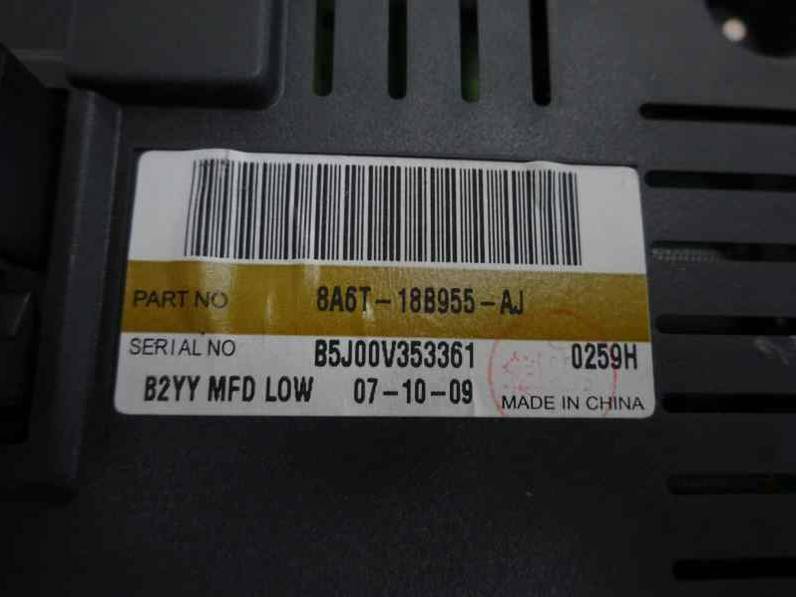 PART NO 8A6T-18B955-AJ
SERIAL NO B5J00V353361 0259H
B2YY MFD LOW 07-10-09 MADE IN CHINA